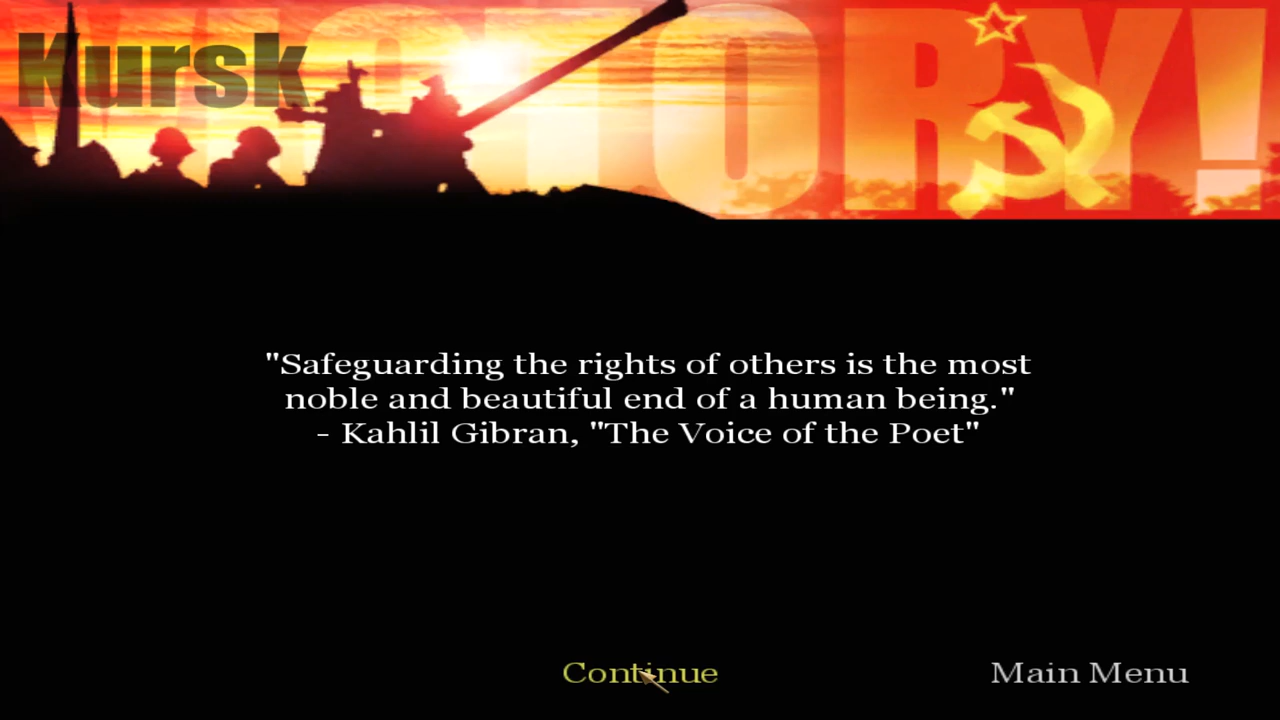 Kursk
VICTORY!
"Safeguarding the rights of others is the most
noble and beautiful end of a human being."
- Kahlil Gibran, "The Voice of the Poet"
Continue
Main Menu